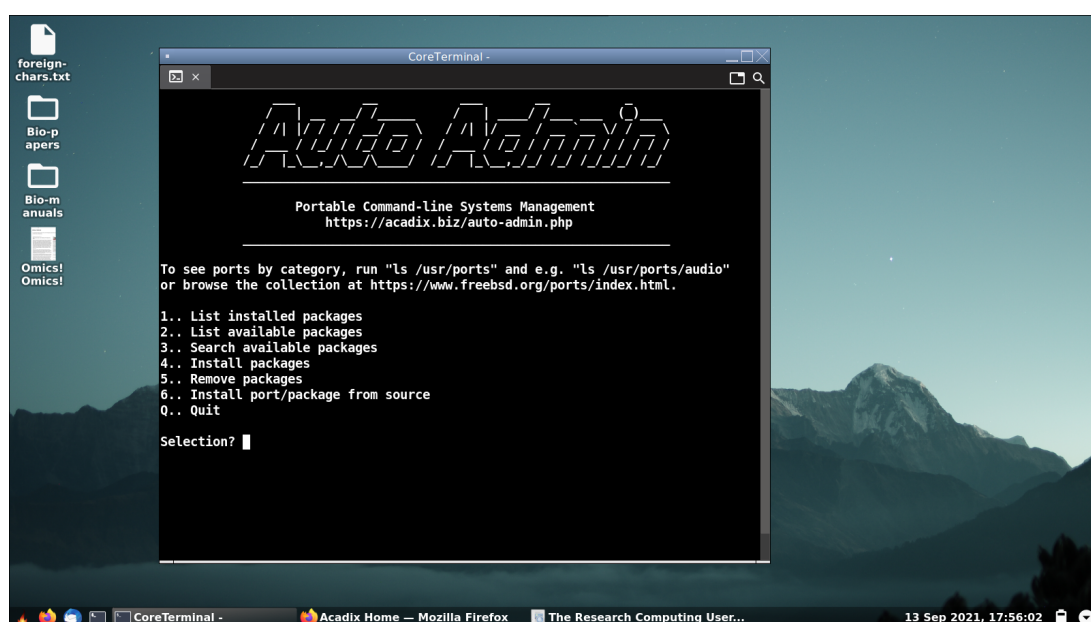 foreign-
chars.txt
Bio-p
apers
Bio-m
anuals
Omics!
Omics!
CoreTerminal -
Auto Admin
Portable Command-line Systems Management
https://acadix.biz/auto-admin.php
To see ports by category, run "ls /usr/ports" and e.g. "ls /usr/ports/audio"
or browse the collection at https://www.freebsd.org/ports/index.html.
1.. List installed packages
2.. List available packages
3.. Search available packages
4.. Install packages
5.. Remove packages
6.. Install port/package from source
Q.. Quit
Selection?
CoreTerminal -
Acadix Home — Mozilla Firefox
The Research Computing User...
13 Sep 2021, 17:56:02